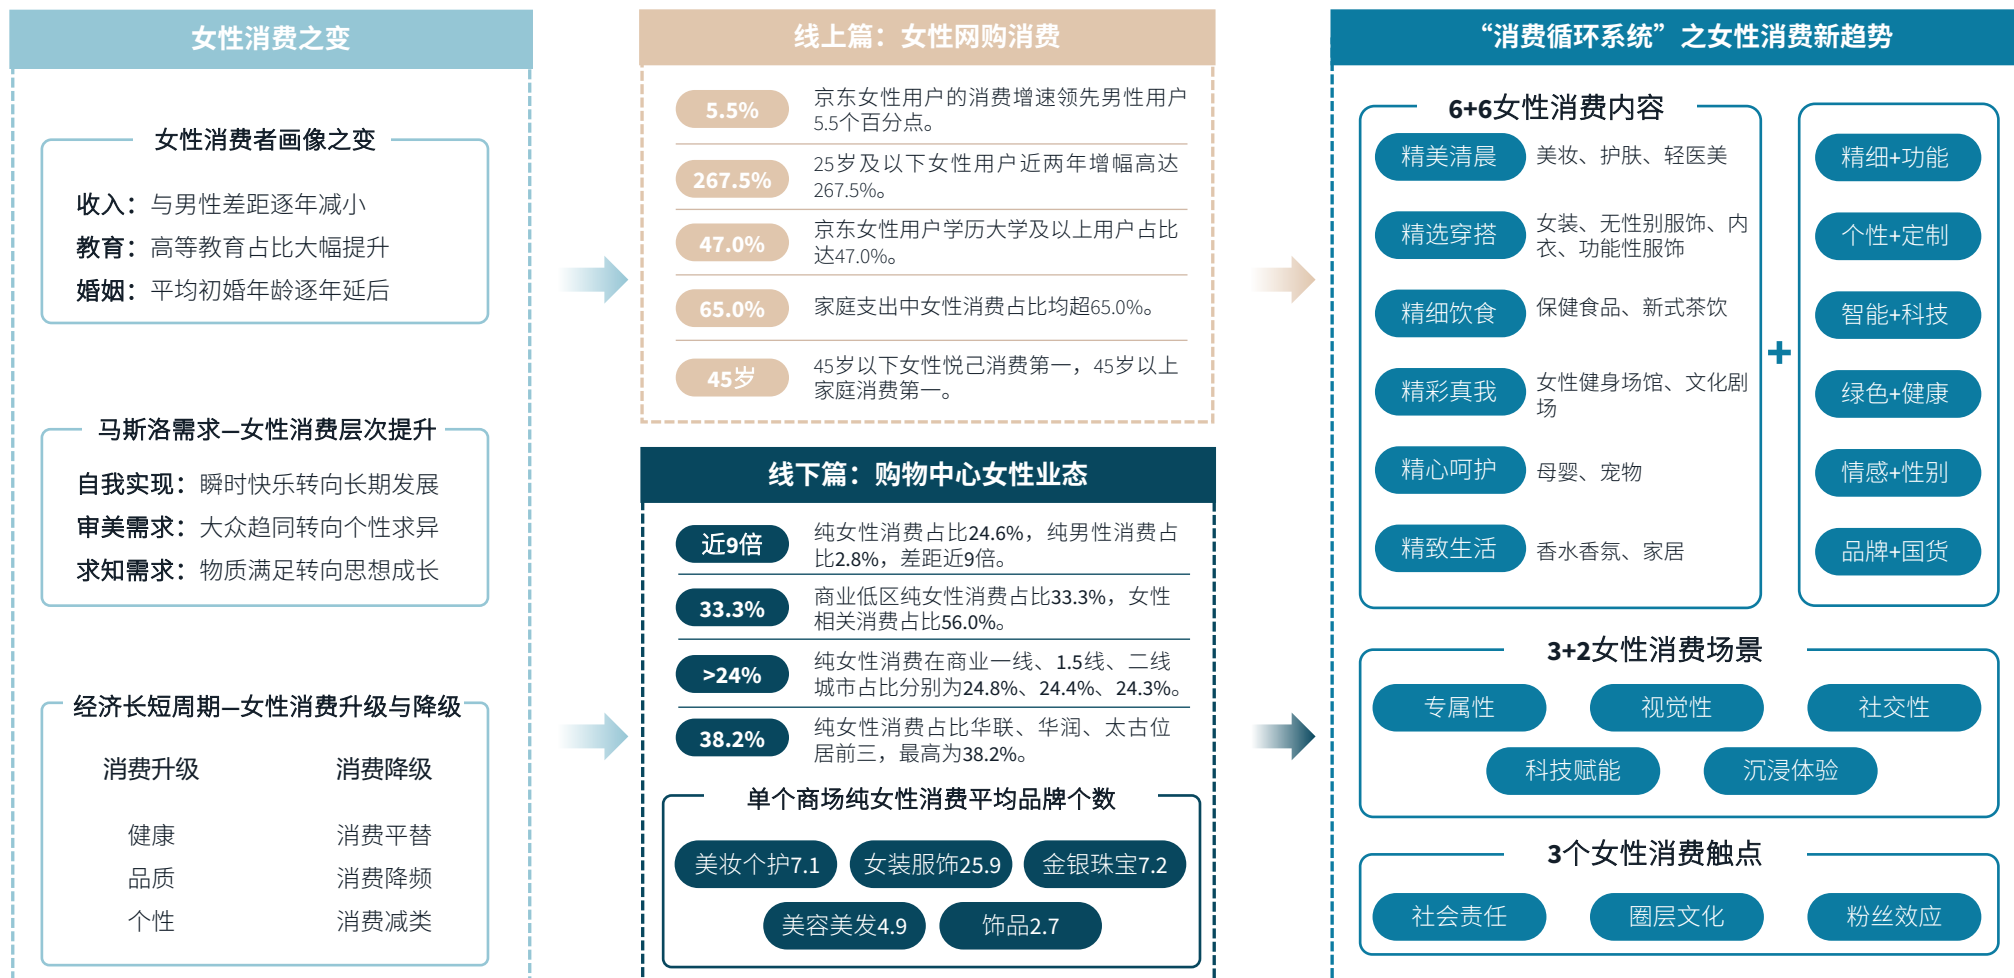 女性消费之变
女性消费者画像之变
收入：与男性差距逐年减小
教育：高等教育占比大幅提升
婚姻：平均初婚年龄逐年延后
马斯洛需求—女性消费层次提升
自我实现：瞬时快乐转向长期发展
审美需求：大众趋同转向个性求异
求知需求：物质满足转向思想成长
经济长短周期—女性消费升级与降级
消费升级
消费降级
健康
消费平替
品质
消费降频
个性
消费减类
线上篇：女性网购消费
5.5%
京东女性用户的消费增速领先男性用户
5.5个百分点。
267.5%
25岁及以下女性用户近两年增幅高达
267.5%。
47.0%
京东女性用户学历大学及以上用户占比
达47.0%。
65.0%
家庭支出中女性消费占比均超65.0%。
45岁
45岁以下女性悦己消费第一，45岁以上
家庭消费第一。
线下篇：购物中心女性业态
近9倍
纯女性消费占比24.6%，纯男性消费占
比2.8%，差距近9倍。
33.3%
商业低区纯女性消费占比33.3%，女性
相关消费占比56.0%。
>24%
纯女性消费在商业一线、1.5线、二线
城市占比分别为24.8%、24.4%、24.3%。
38.2%
纯女性消费占比华联、华润、太古位
居前三，最高为38.2%。
单个商场纯女性消费平均品牌个数
美妆个护7.1
女装服饰25.9
金银珠宝7.2
美容美发4.9
饰品2.7
“消费循环系统”之女性消费新趋势
6+6女性消费内容
精美清晨
美妆、护肤、轻医美
精选穿搭
女装、无性别服饰、内
衣、功能性服饰
精细饮食
保健食品、新式茶饮
精彩真我
女性健身场馆、文化剧
场
精心呵护
母婴、宠物
精致生活
香水香氛、家居
+
精细+功能
个性+定制
智能+科技
绿色+健康
情感+性别
品牌+国货
3+2女性消费场景
专属性
视觉性
社交性
科技赋能
沉浸体验
3个女性消费触点
社会责任
圈层文化
粉丝效应